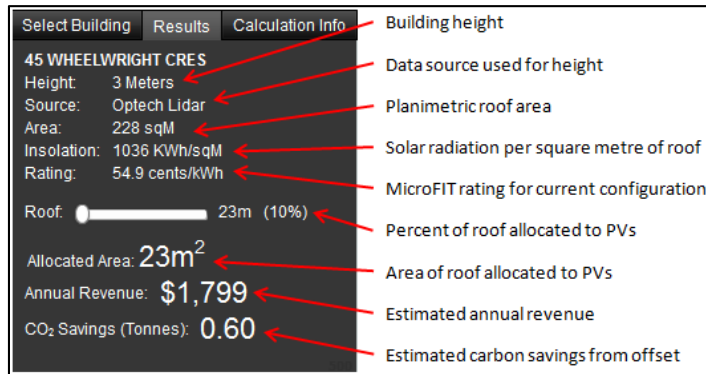 Select Building Results Calculation Info
45 WHEELWRIGHT CRES
Height: 3 Meters
Source: Optech Lidar
Area: 228 sqM
Insolation: 1036 KWh/sqM
Rating: 54.9 cents/kWh
Roof: 23m (10%)
Allocated Area: 23m²
Annual Revenue: $1,799
CO₂ Savings (Tonnes): 0.60
Building height
Data source used for height
Planimetric roof area
Solar radiation per square metre of roof
MicroFIT rating for current configuration
Percent of roof allocated to PVs
Area of roof allocated to PVs
Estimated annual revenue
Estimated carbon savings from offset